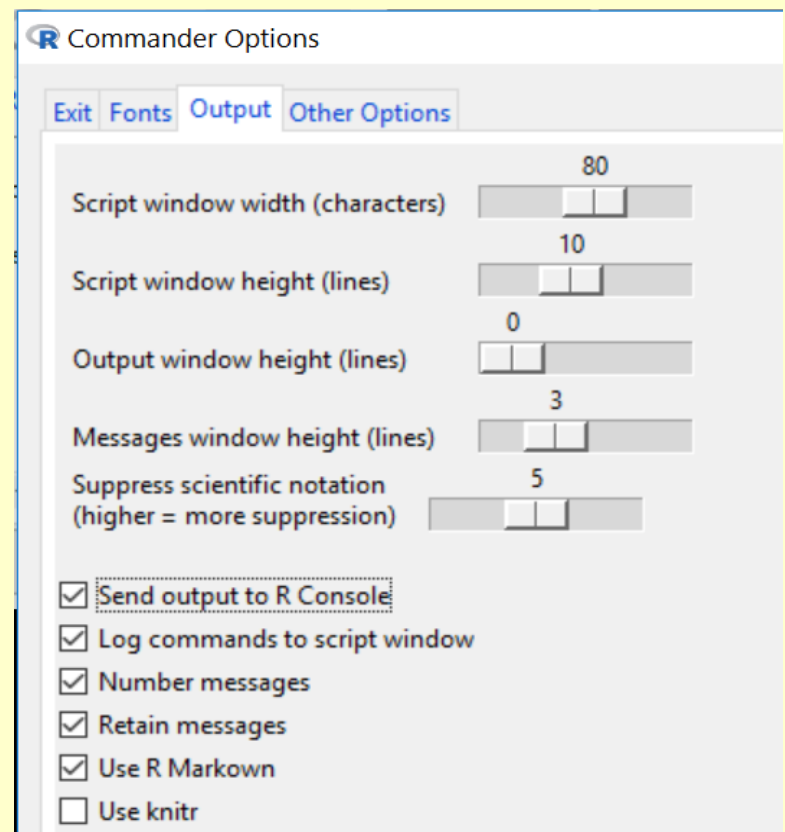 R Commander Options
Exit Fonts Output Other Options
80
Script window width (characters)
10
Script window height (lines)
0
Output window height (lines)
3
Messages window height (lines)
5
Suppress scientific notation
(higher = more suppression)
Send output to R Console
Log commands to script window
Number messages
Retain messages
Use R Markown
Use knitr